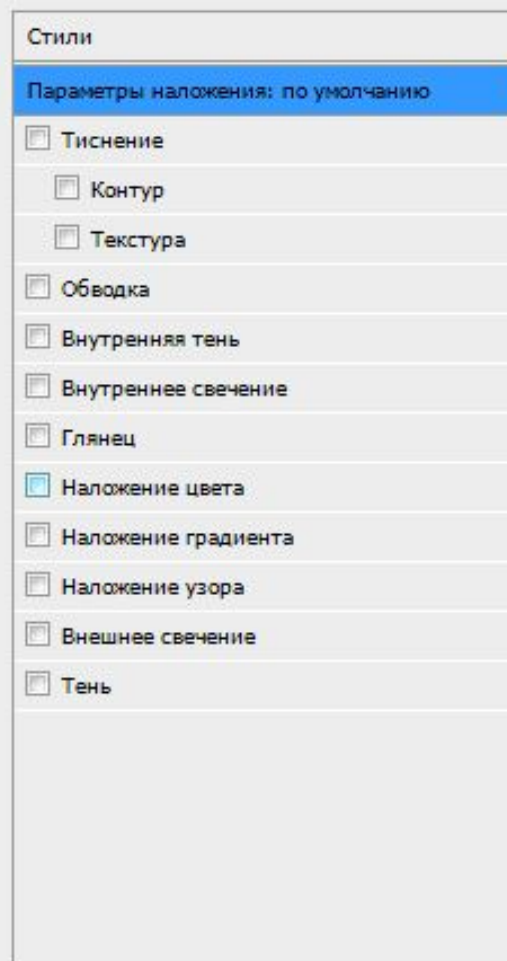 Стили
Параметры наложения: по умолчанию
Тиснение
Контур
Текстура
Обводка
Внутренняя тень
Внутреннее свечение
Глянец
Наложение цвета
Наложение градиента
Наложение узора
Внешнее свечение
Тень